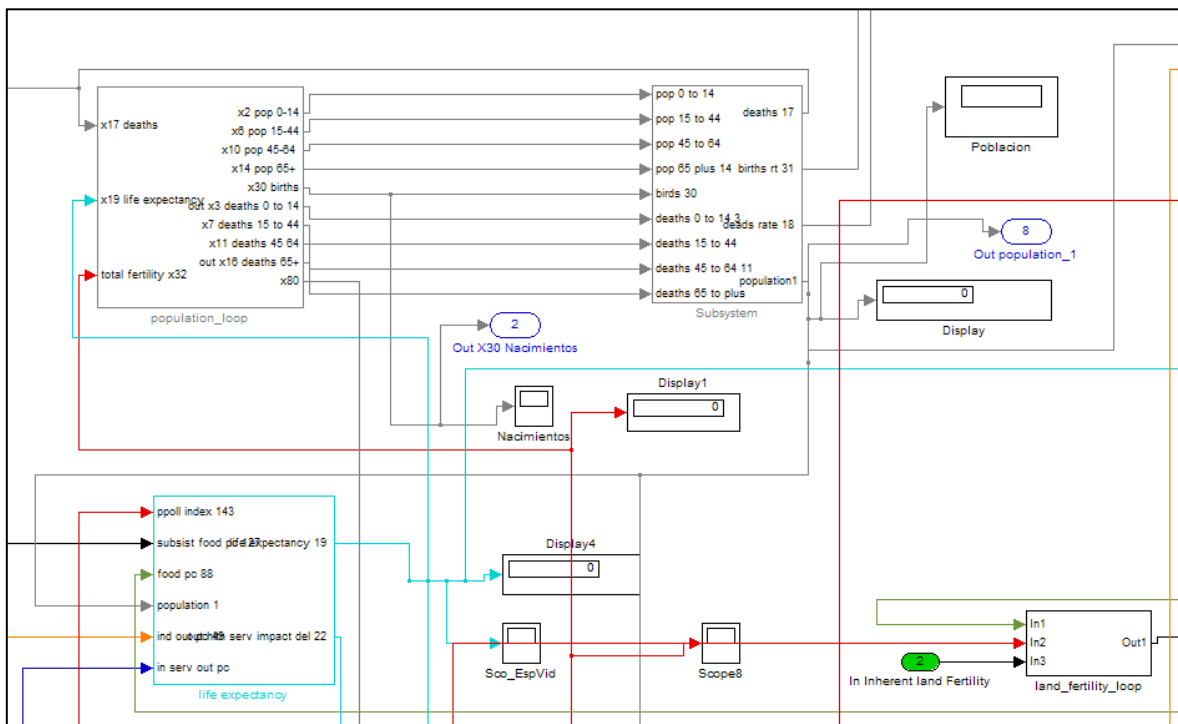 x17 deaths
x19 life expectancy
total fertility x32
x2 pop 0-14
x6 pop 15-44
x10 pop 45-64
x14 pop 65+
x30 births
out x3 deaths 0 to 14
x7 deaths 15 to 44
x11 deaths 45 64
out x16 deaths 65+
x80
population_loop
pop 0 to 14
pop 15 to 44
pop 45 to 64
pop 65 plus 14
birds 30
deaths 0 to 14 3
deaths 15 to 44
deaths 45 to 64 11
deaths 65 to plus
deaths 17
births rt 31
deads rate 18
population1
Subsystem
Poblacion
8
Out population_1
0
Display
2
Out X30 Nacimientos
Nacimientos
Display1
0
ppoll index 143
subsist food pc 127
food pc 88
population 1
ind out pc 49
in serv out pc
life expectancy 19
serv impact del 22
life expectancy
Display4
0
Sco_EspVid
Scope8
2
In Inherent land Fertility
In1
In2
In3
Out1
land_fertility_loop